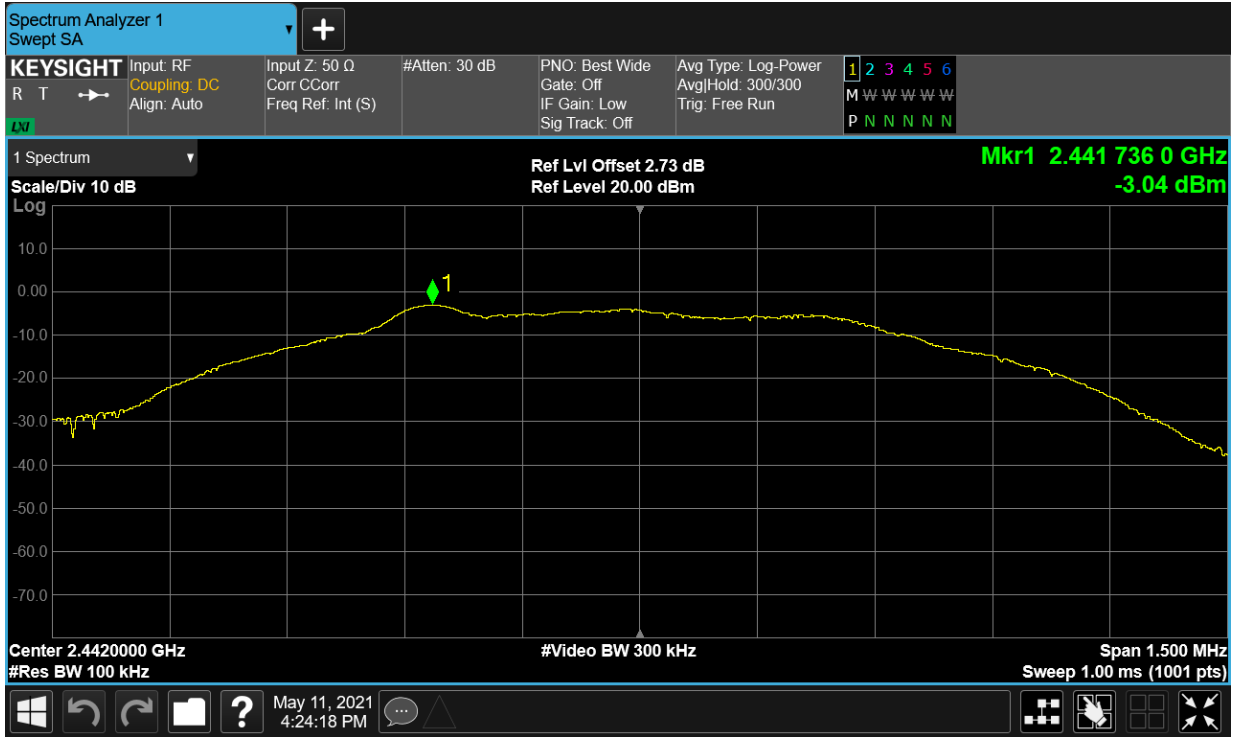 Spectrum Analyzer 1
Swept SA
KEYSIGHT
R T
LXI
Input: RF
Coupling: DC
Align: Auto
Input Z: 50 Ω
Corr CCorr
Freq Ref: Int (S)
#Atten: 30 dB
PNO: Best Wide
Gate: Off
IF Gain: Low
Sig Track: Off
Avg Type: Log-Power
Avg|Hold: 300/300
Trig: Free Run
1 2 3 4 5 6
M W W W W W
P N N N N N
1 Spectrum
Scale/Div 10 dB
Log
Ref Lvl Offset 2.73 dB
Ref Level 20.00 dBm
Mkr1 2.441 736 0 GHz
-3.04 dBm
10.0
0.00
-10.0
-20.0
-30.0
-40.0
-50.0
-60.0
-70.0
1
Center 2.4420000 GHz
#Res BW 100 kHz
#Video BW 300 kHz
Span 1.500 MHz
Sweep 1.00 ms (1001 pts)
?
May 11, 2021
4:24:18 PM